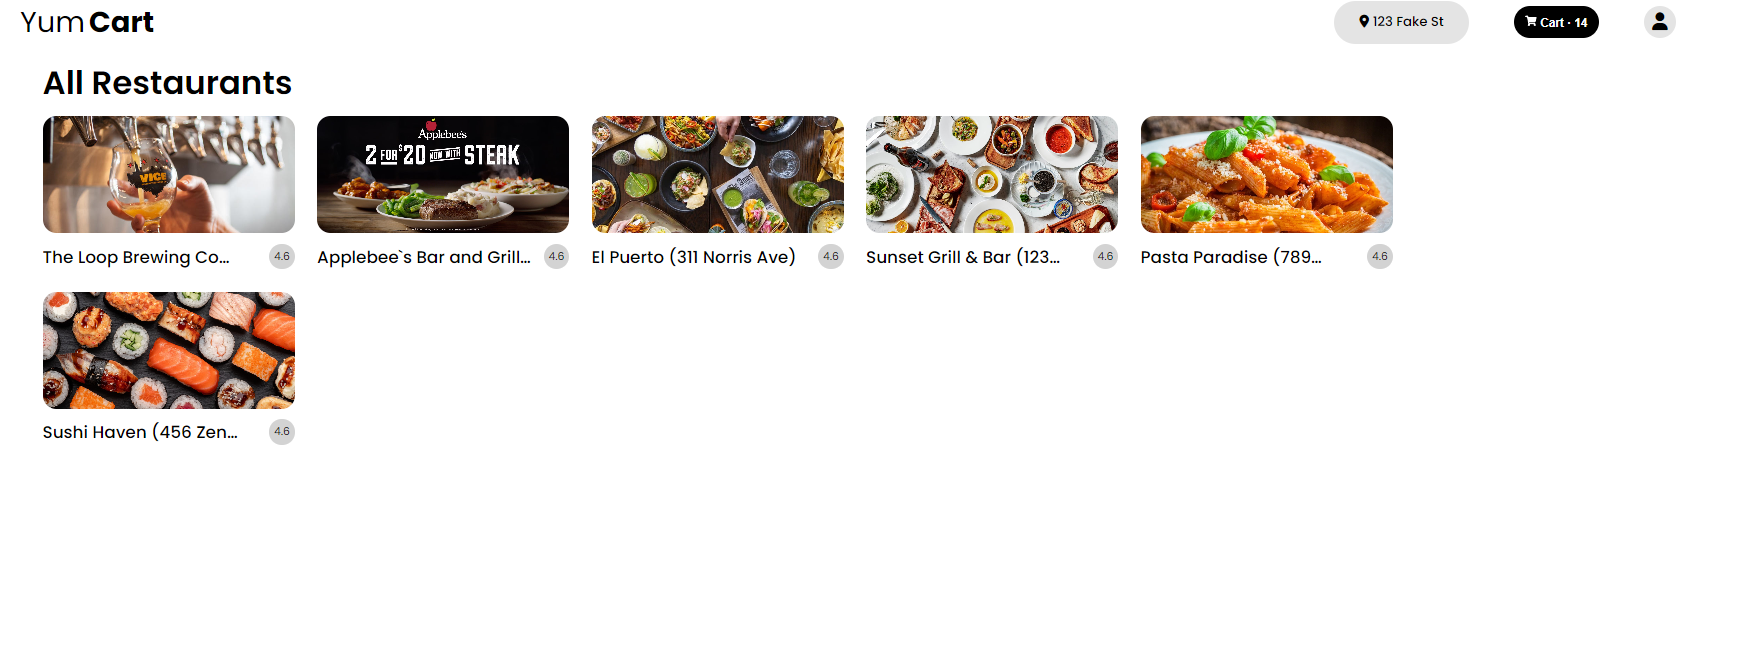 Yum Cart
123 Fake St
Cart · 14
All Restaurants
VICE
Applebee's
2 FOR $20 NOW WITH STEAK
The Loop Brewing Co...
4.6
Applebee`s Bar and Grill...
4.6
El Puerto (311 Norris Ave)
4.6
Sunset Grill & Bar (123...
4.6
Pasta Paradise (789...
4.6
Sushi Haven (456 Zen...
4.6